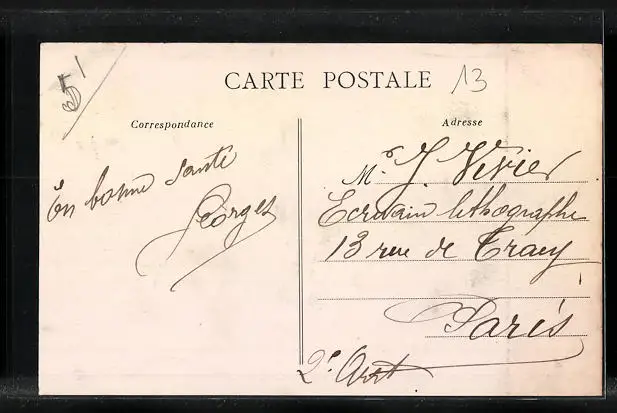 51
CARTE POSTALE 13
Correspondance
En bonne santé
Georges
Adresse
Mr J. Vivier
Ecrivain lithographe
13 rue de Tracy
Paris
2e Arrt